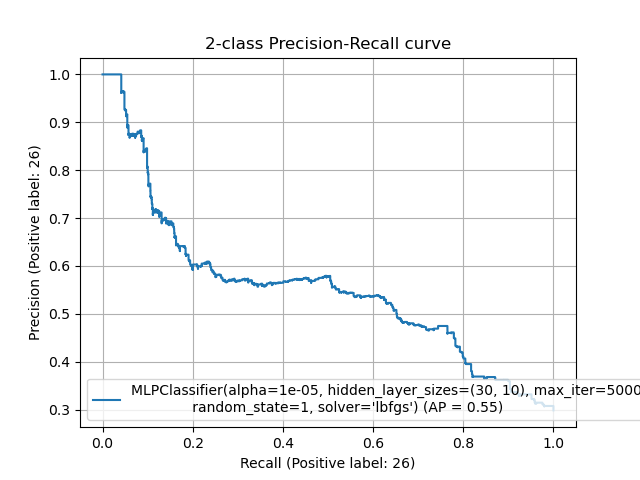 2-class Precision-Recall curve
Precision (Positive label: 26)
1.0
0.9
0.8
0.7
0.6
0.5
0.4
0.3
MLPClassifier(alpha=1e-05, hidden_layer_sizes=(30, 10), max_iter=5000
random_state=1, solver='lbfgs') (AP = 0.55)
0.0 0.2 0.4 0.6 0.8 1.0
Recall (Positive label: 26)